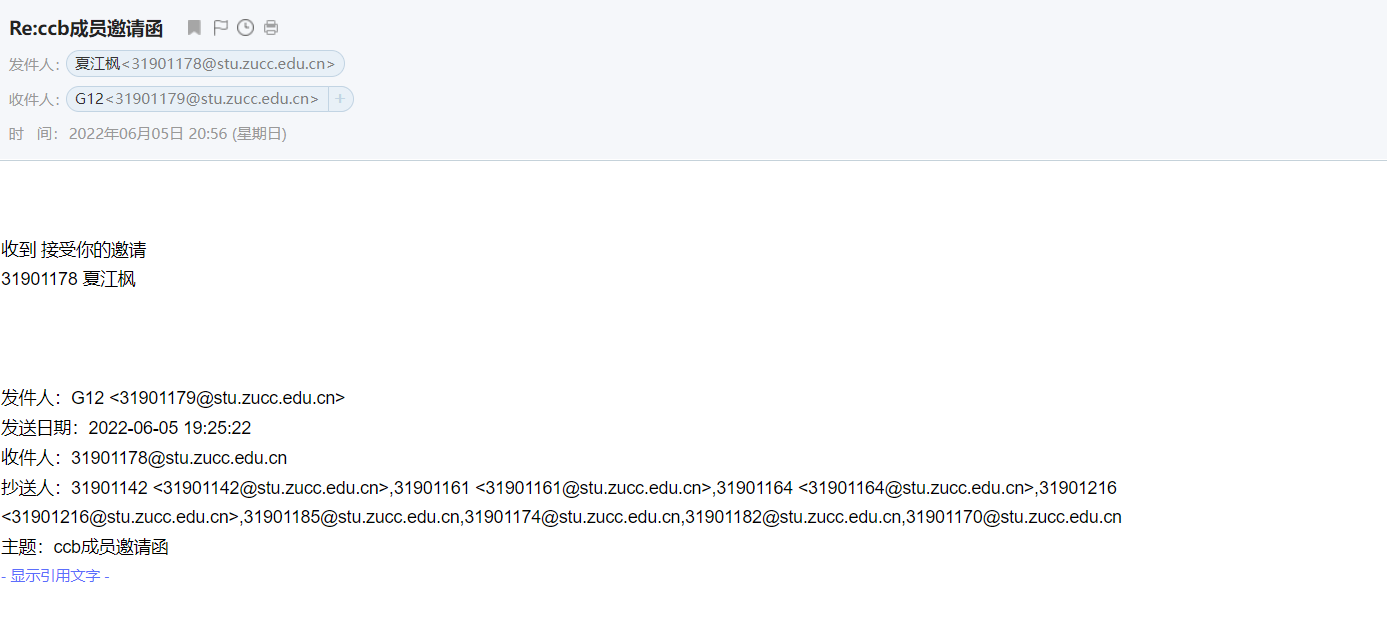 Re:ccb成员邀请函
发件人： 夏江枫<31901178@stu.zucc.edu.cn>
收件人： G12<31901179@stu.zucc.edu.cn> +
时 间： 2022年06月05日 20:56 (星期日)
收到 接受你的邀请
31901178 夏江枫
发件人：G12 <31901179@stu.zucc.edu.cn>
发送日期：2022-06-05 19:25:22
收件人：31901178@stu.zucc.edu.cn
抄送人：31901142 <31901142@stu.zucc.edu.cn>,31901161 <31901161@stu.zucc.edu.cn>,31901164 <31901164@stu.zucc.edu.cn>,31901216
<31901216@stu.zucc.edu.cn>,31901185@stu.zucc.edu.cn,31901174@stu.zucc.edu.cn,31901182@stu.zucc.edu.cn,31901170@stu.zucc.edu.cn
主题：ccb成员邀请函
- 显示引用文字 -